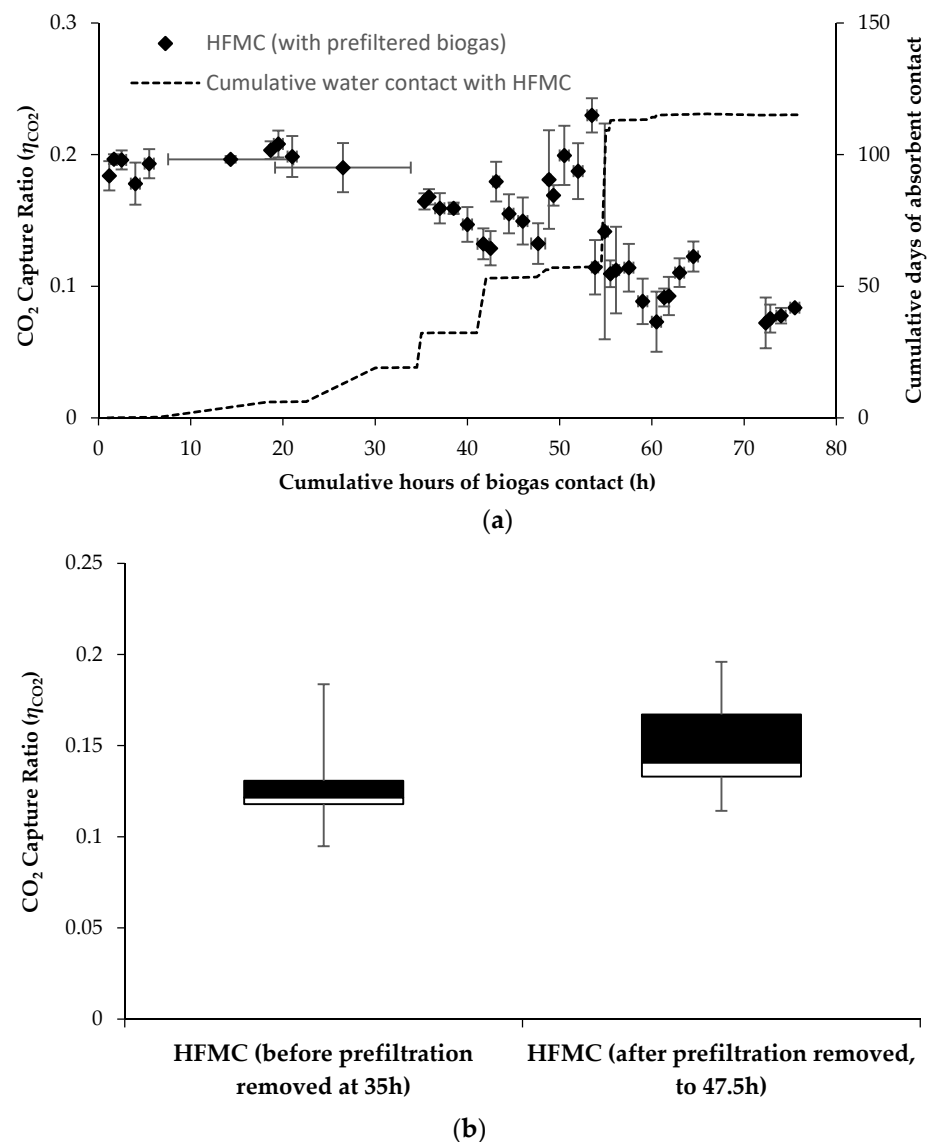 0.3
0.2
0.1
0
150
100
50
0
0 10 20 30 40 50 60 70 80
CO2 Capture Ratio (ηCO2)
Cumulative days of absorbent contact
HFMC (with prefiltered biogas)
Cumulative water contact with HFMC
Cumulative hours of biogas contact (h)
(a)
0.25
0.2
0.15
0.1
0.05
0
CO2 Capture Ratio (ηCO2)
HFMC (before prefiltration
removed at 35h)
HFMC (after prefiltration removed,
to 47.5h)
(b)